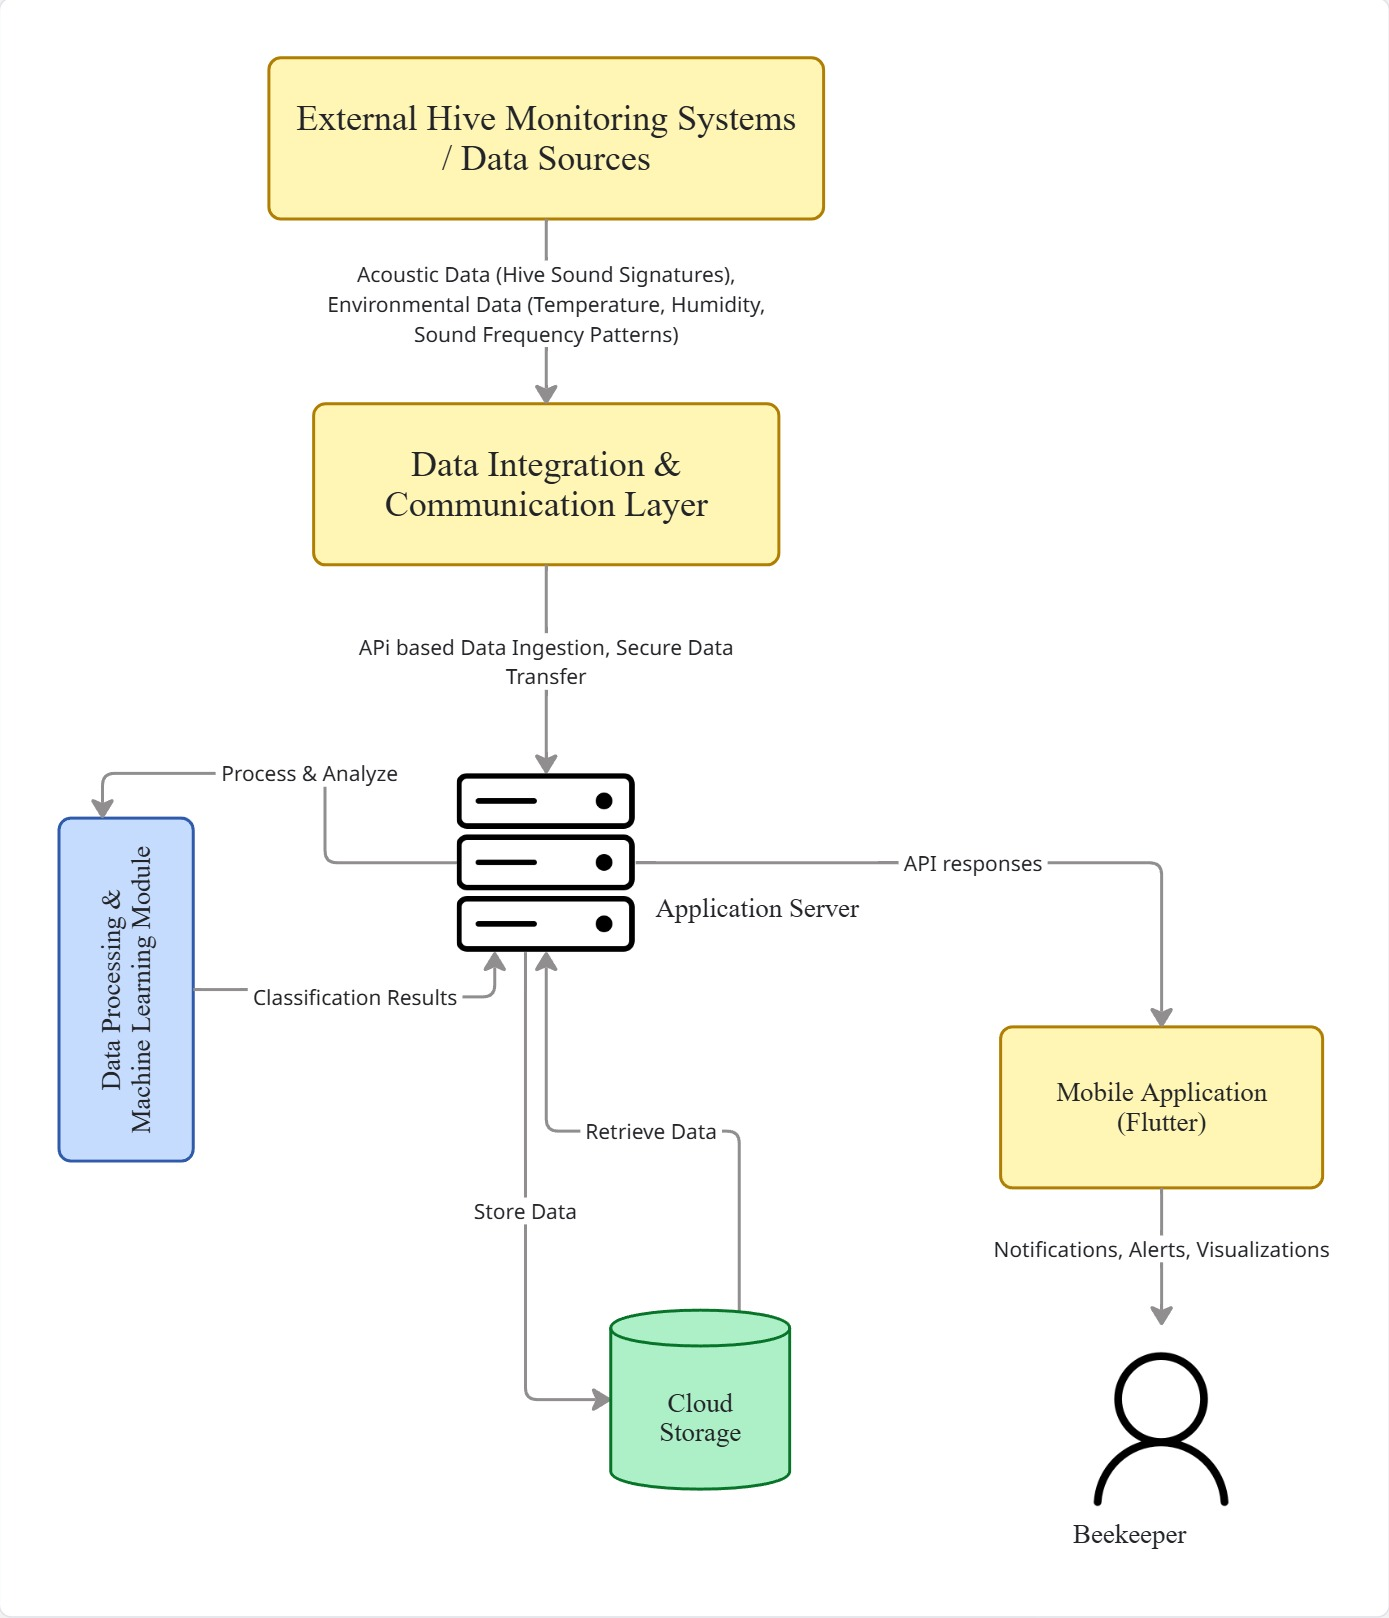 External Hive Monitoring Systems
/ Data Sources
Acoustic Data (Hive Sound Signatures),
Environmental Data (Temperature, Humidity,
Sound Frequency Patterns)
Data Integration &
Communication Layer
APi based Data Ingestion, Secure Data
Transfer
Process & Analyze
API responses
Application Server
Data Processing &
Machine Learning Module
Classification Results
Mobile Application
(Flutter)
Retrieve Data
Store Data
Notifications, Alerts, Visualizations
Cloud
Storage
Beekeeper